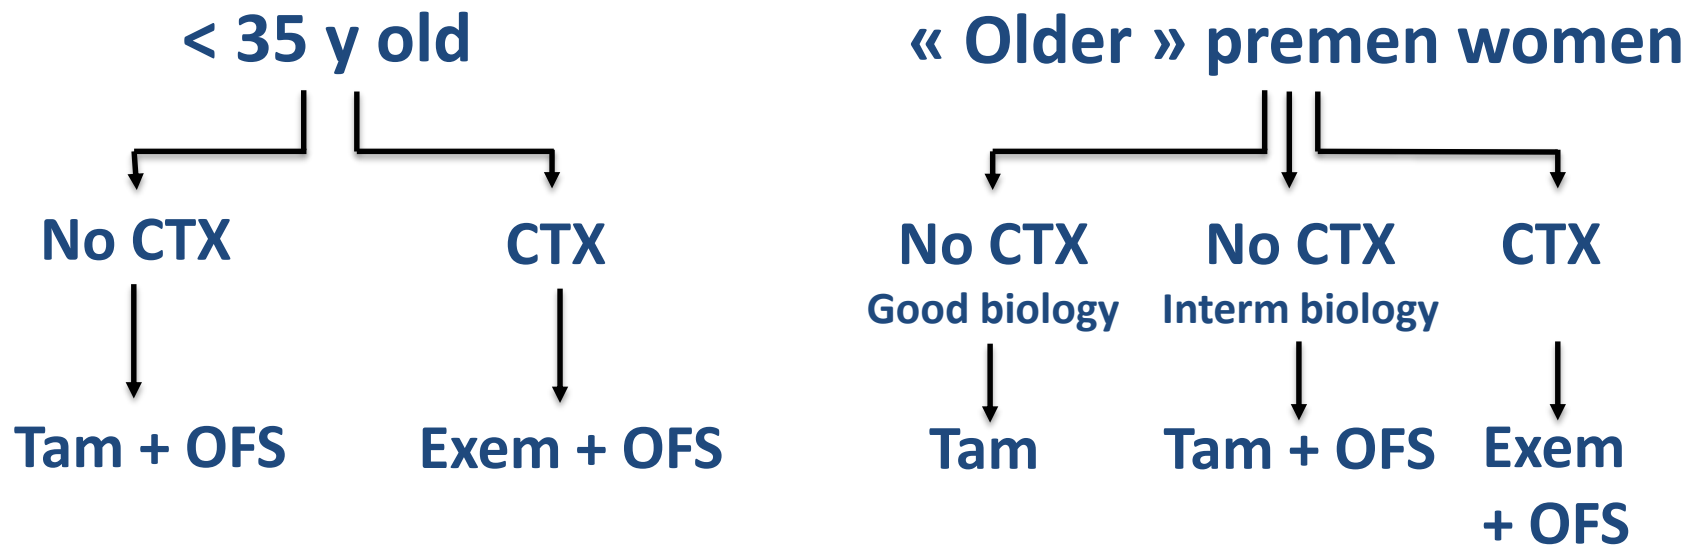 < 35 y old
No CTX
CTX
Tam + OFS
Exem + OFS
« Older » premen women
No CTX
Good biology
No CTX
Interm biology
CTX
Tam
Tam + OFS
Exem
+ OFS